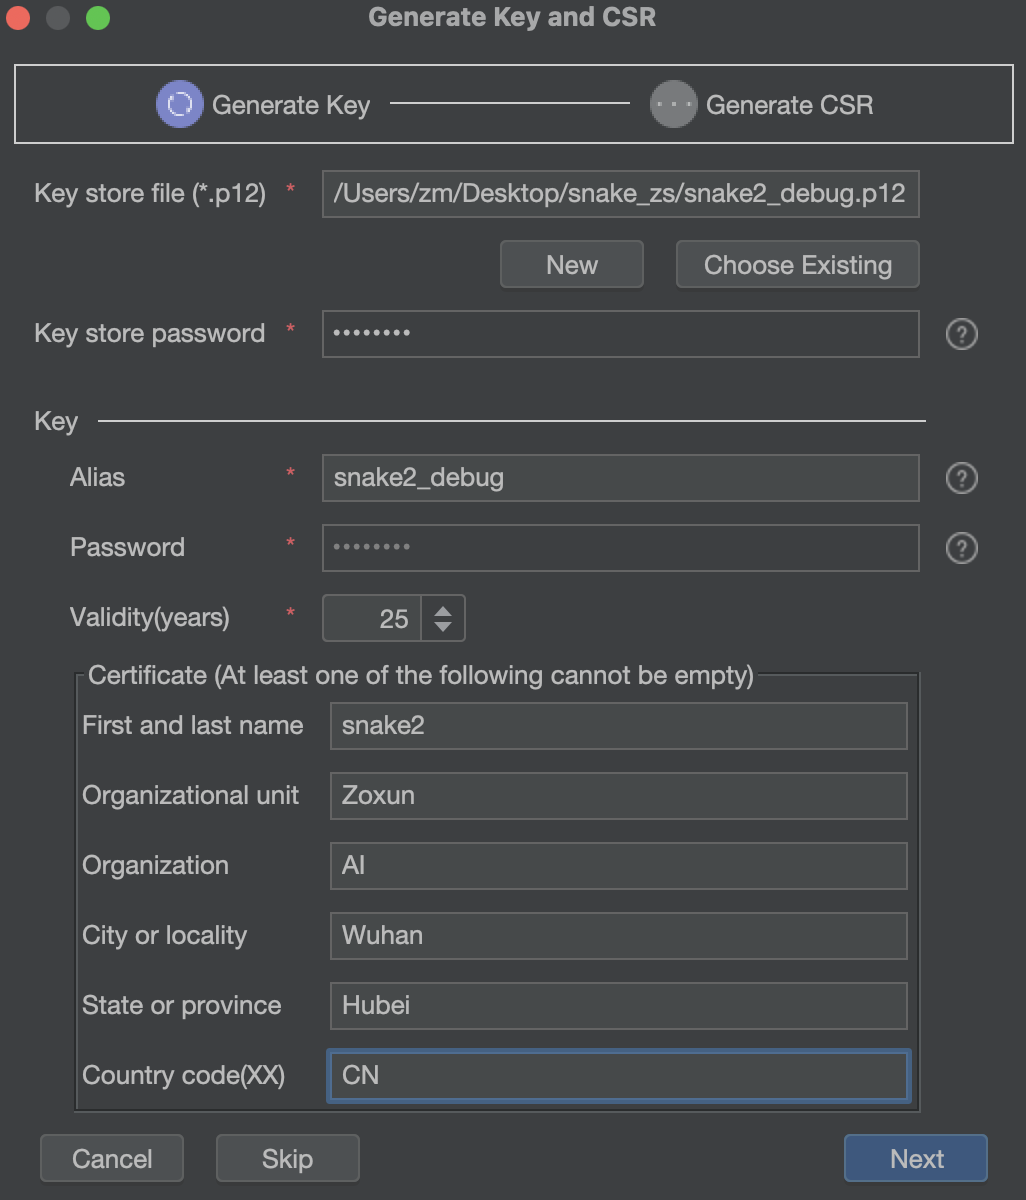 Generate Key and CSR
Generate Key
Generate CSR
Key store file (*.p12) * /Users/zm/Desktop/snake_zs/snake2_debug.p12
New Choose Existing
Key store password * •••••••• ?
Key
Alias * snake2_debug ?
Password * •••••••• ?
Validity(years) * 25
Certificate (At least one of the following cannot be empty)
First and last name snake2
Organizational unit Zoxun
Organization AI
City or locality Wuhan
State or province Hubei
Country code(XX) CN
Cancel Skip Next